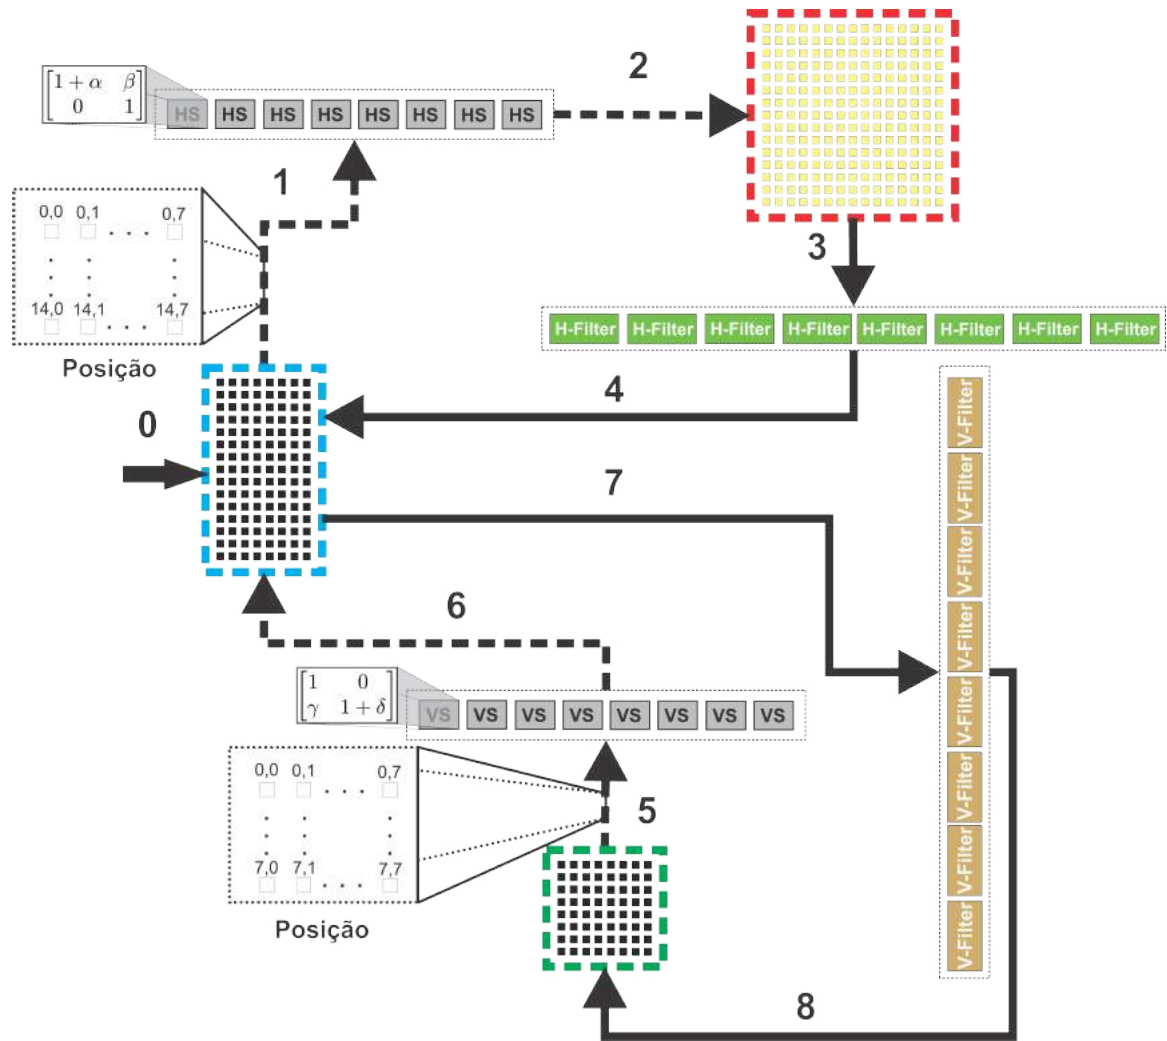 2
[1 + α β
0 1]
HS HS HS HS HS HS HS HS
1
0,0 0,1 . . . 0,7
14,0 14,1 . . . 14,7
Posição
3
H-Filter H-Filter H-Filter H-Filter H-Filter H-Filter H-Filter H-Filter
4
0
7
V-Filter
V-Filter
V-Filter
V-Filter
V-Filter
V-Filter
V-Filter
V-Filter
6
[1 0
γ 1 + δ]
VS VS VS VS VS VS VS VS
0,0 0,1 . . . 0,7
7,0 7,1 . . . 7,7
Posição
5
8